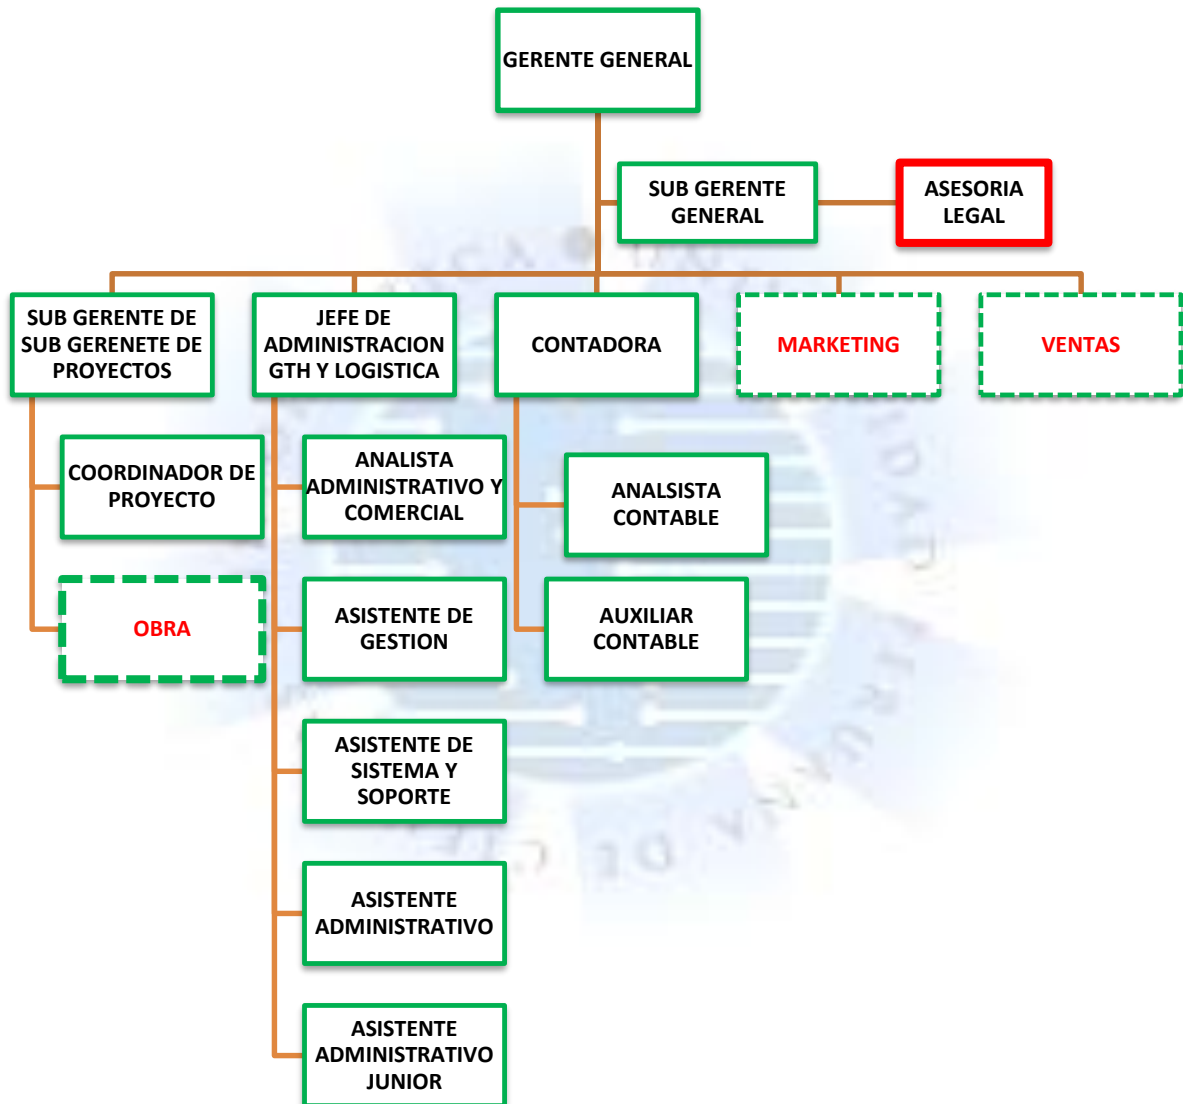 GERENTE GENERAL
SUB GERENTE
GENERAL
ASESORIA
LEGAL
SUB GERENTE DE
SUB GERENETE DE
PROYECTOS
JEFE DE
ADMINISTRACION
GTH Y LOGISTICA
CONTADORA
MARKETING
VENTAS
COORDINADOR DE
PROYECTO
ANALISTA
ADMINISTRATIVO Y
COMERCIAL
ANALSISTA
CONTABLE
OBRA
ASISTENTE DE
GESTION
AUXILIAR
CONTABLE
ASISTENTE DE
SISTEMA Y
SOPORTE
ASISTENTE
ADMINISTRATIVO
ASISTENTE
ADMINISTRATIVO
JUNIOR